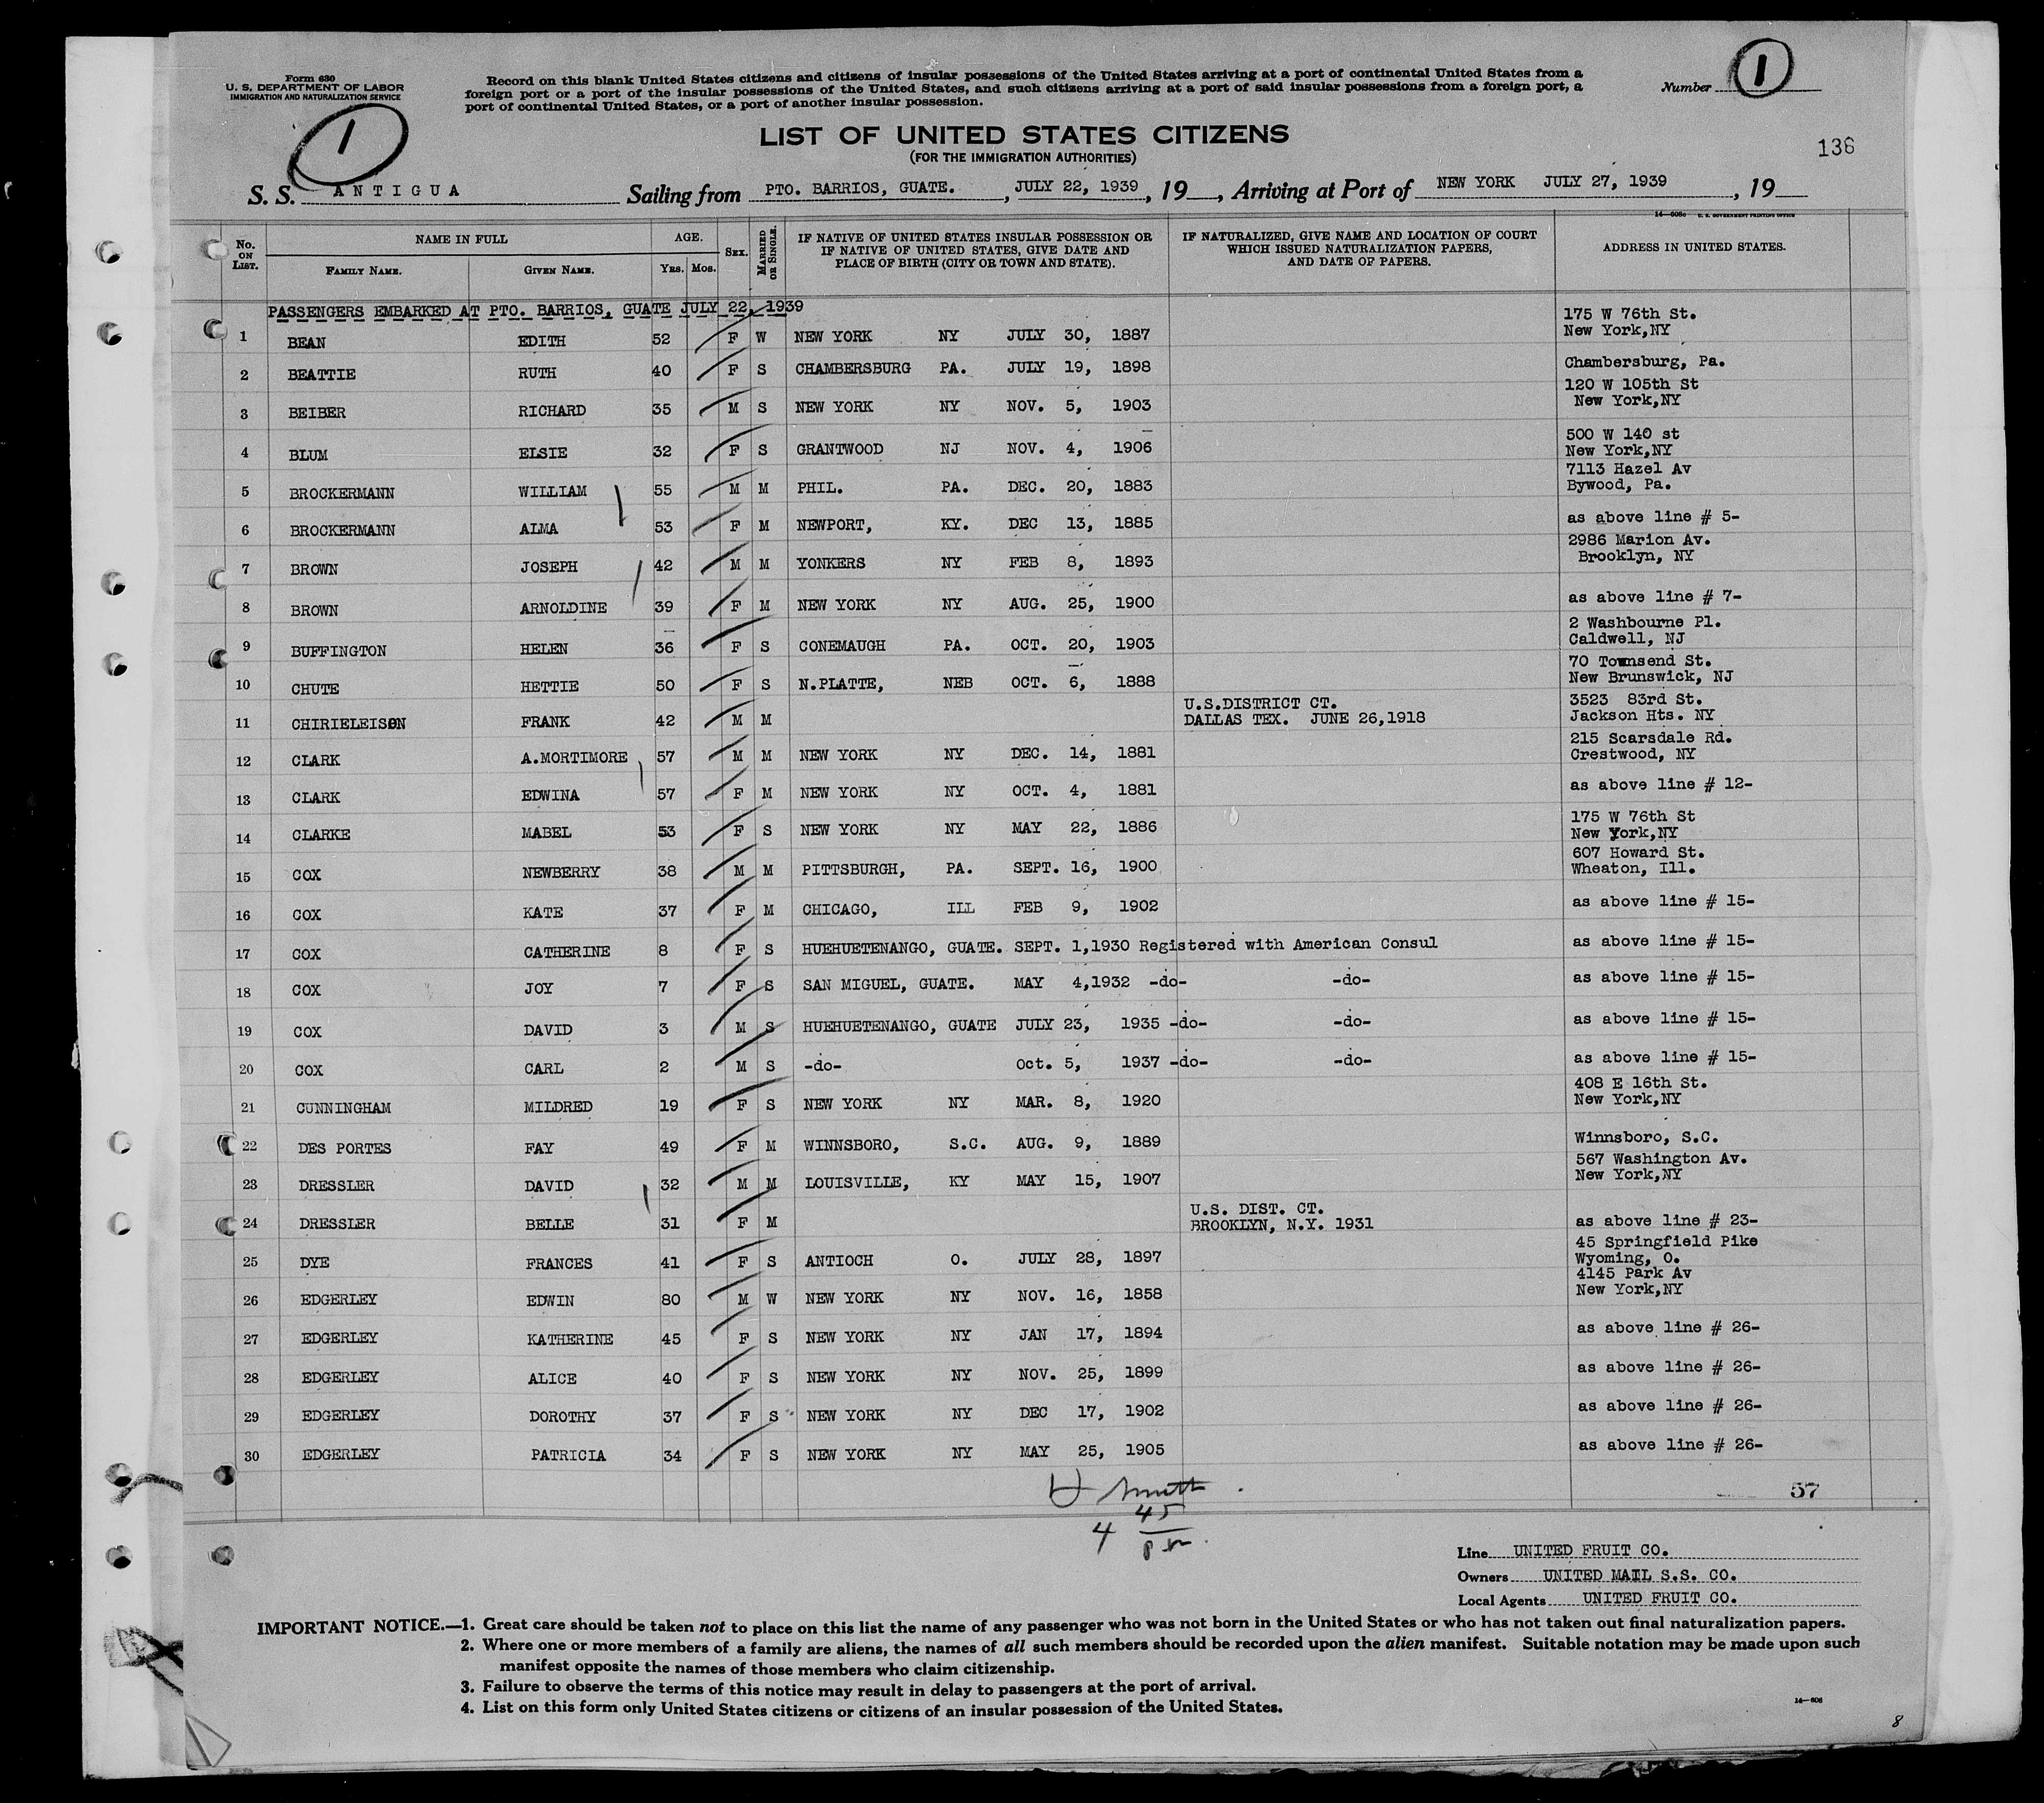 Form 630
U. S. DEPARTMENT OF LABOR
IMMIGRATION AND NATURALIZATION SERVICE
Record on this blank United States citizens and citizens of insular possessions of the United States arriving at a port of continental United States from a
foreign port or a port of the insular possessions of the United States, and such citizens arriving at a port of said insular possessions from a foreign port, a
port of continental United States, or a port of another insular possession.
Number 1
1
LIST OF UNITED STATES CITIZENS
(FOR THE IMMIGRATION AUTHORITIES)
136
S. S. ANTIGUA Sailing from PTO. BARRIOS, GUATE. , JULY 22, 1939 , 19 , Arriving at Port of NEW YORK JULY 27, 1939 , 19
14—608c U. S. GOVERNMENT PRINTING OFFICE
No. ON LIST. NAME IN FULL AGE. SEX. MARRIED OR SINGLE. IF NATIVE OF UNITED STATES INSULAR POSSESSION OR IF NATIVE OF UNITED STATES, GIVE DATE AND PLACE OF BIRTH (CITY OR TOWN AND STATE). IF NATURALIZED, GIVE NAME AND LOCATION OF COURT WHICH ISSUED NATURALIZATION PAPERS, AND DATE OF PAPERS. ADDRESS IN UNITED STATES.
FAMILY NAME. GIVEN NAME. YRS. MOS.
PASSENGERS EMBARKED AT PTO. BARRIOS, GUATE JULY 22, 1939
1 BEAN EDITH 52 F W NEW YORK NY JULY 30, 1887 175 W 76th St. New York,NY
2 BEATTIE RUTH 40 F S CHAMBERSBURG PA. JULY 19, 1898 Chambersburg, Pa.
3 BEIBER RICHARD 35 M S NEW YORK NY NOV. 5, 1903 120 W 105th St New York,NY
4 BLUM ELSIE 32 F S GRANTWOOD NJ NOV. 4, 1906 500 W 140 st New York,NY
5 BROCKERMANN WILLIAM 55 M M PHIL. PA. DEC. 20, 1883 7113 Hazel Av Bywood, Pa.
6 BROCKERMANN ALMA 53 F M NEWPORT, KY. DEC 13, 1885 as above line # 5-
7 BROWN JOSEPH 42 M M YONKERS NY FEB 8, 1893 2986 Marion Av. Brooklyn, NY
8 BROWN ARNOLDINE 39 F M NEW YORK NY AUG. 25, 1900 as above line # 7-
9 BUFFINGTON HELEN 36 F S CONEMAUGH PA. OCT. 20, 1903 2 Washbourne Pl. Caldwell, NJ
10 CHUTE HETTIE 50 F S N.PLATTE, NEB OCT. 6, 1888 70 Townsend St. New Brunswick, NJ
11 CHIRIELEISON FRANK 42 M M U.S.DISTRICT CT. DALLAS TEX. JUNE 26,1918 3523 83rd St. Jackson Hts. NY
12 CLARK A.MORTIMORE 57 M M NEW YORK NY DEC. 14, 1881 215 Scarsdale Rd. Crestwood, NY
13 CLARK EDWINA 57 F M NEW YORK NY OCT. 4, 1881 as above line # 12-
14 CLARKE MABEL 53 F S NEW YORK NY MAY 22, 1886 175 W 76th St New York,NY
15 COX NEWBERRY 38 M M PITTSBURGH, PA. SEPT. 16, 1900 607 Howard St. Wheaton, Ill.
16 COX KATE 37 F M CHICAGO, ILL FEB 9, 1902 as above line # 15-
17 COX CATHERINE 8 F S HUEHUETENANGO, GUATE. SEPT. 1,1930 Registered with American Consul as above line # 15-
18 COX JOY 7 F S SAN MIGUEL, GUATE. MAY 4,1932 -do- -do- as above line # 15-
19 COX DAVID 3 M S HUEHUETENANGO, GUATE JULY 23, 1935 -do- -do- as above line # 15-
20 COX CARL 2 M S -do- Oct. 5, 1937 -do- -do- as above line # 15-
21 CUNNINGHAM MILDRED 19 F S NEW YORK NY MAR. 8, 1920 408 E 16th St. New York,NY
22 DES PORTES FAY 49 F M WINNSBORO, S.C. AUG. 9, 1889 Winnsboro, S.C.
23 DRESSLER DAVID 32 M M LOUISVILLE, KY MAY 15, 1907 567 Washington Av. New York,NY
24 DRESSLER BELLE 31 F M U.S. DIST. CT. BROOKLYN, N.Y. 1931 as above line # 23-
25 DYE FRANCES 41 F S ANTIOCH O. JULY 28, 1897 45 Springfield Pike Wyoming, O.
26 EDGERLEY EDWIN 80 M W NEW YORK NY NOV. 16, 1858 4145 Park Av New York,NY
27 EDGERLEY KATHERINE 45 F S NEW YORK NY JAN 17, 1894 as above line # 26-
28 EDGERLEY ALICE 40 F S NEW YORK NY NOV. 25, 1899 as above line # 26-
29 EDGERLEY DOROTHY 37 F S NEW YORK NY DEC 17, 1902 as above line # 26-
30 EDGERLEY PATRICIA 34 F S NEW YORK NY MAY 25, 1905 as above line # 26-
Smith
57
4 45
pm
Line UNITED FRUIT CO.
Owners UNITED MAIL S.S. CO.
Local Agents UNITED FRUIT CO.
IMPORTANT NOTICE.—1. Great care should be taken not to place on this list the name of any passenger who was not born in the United States or who has not taken out final naturalization papers.
2. Where one or more members of a family are aliens, the names of all such members should be recorded upon the alien manifest. Suitable notation may be made upon such
manifest opposite the names of those members who claim citizenship.
3. Failure to observe the terms of this notice may result in delay to passengers at the port of arrival.
4. List on this form only United States citizens or citizens of an insular possession of the United States.
14—606
8